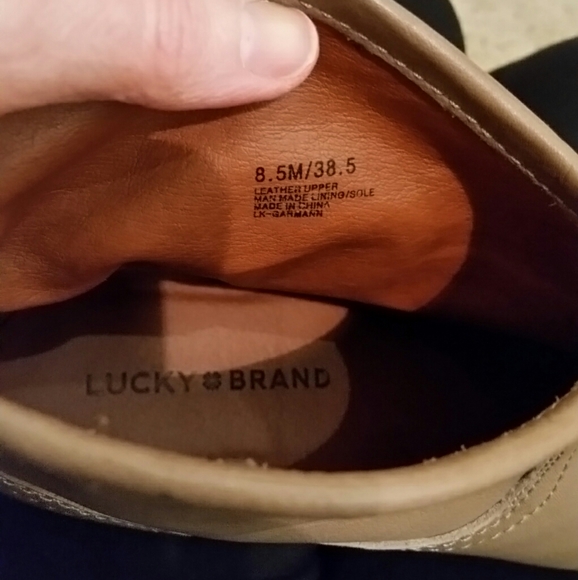 8.5M/38.5
LEATHER UPPER
MAN MADE LINING/SOLE
MADE IN CHINA
LK-GARMANN
LUCKY BRAND